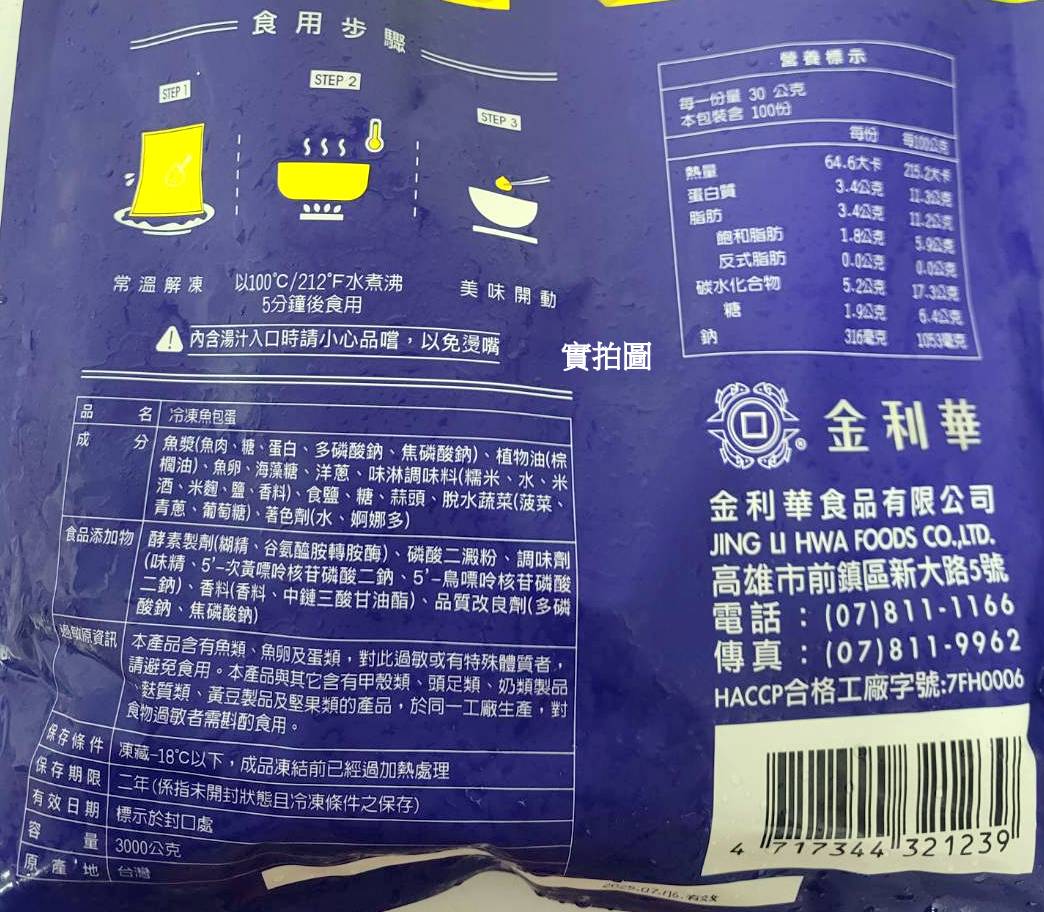 食用步驟
STEP 1
STEP 2
STEP 3
常溫解凍
以100℃/212°F水煮沸
5分鐘後食用
美味開動
內含湯汁入口時請小心品嚐，以免燙嘴
品名 冷凍魚包蛋
成分 魚漿(魚肉、糖、蛋白、多磷酸鈉、焦磷酸鈉)、植物油(棕
櫚油)、魚卵、海藻糖、洋蔥、味淋調味料(糯米、水、米
酒、米麴、鹽、香料)、食鹽、糖、蒜頭、脫水蔬菜(菠菜、
青蔥、葡萄糖)、著色劑(水、婀娜多)
食品添加物 酵素製劑(糊精、谷氨醯胺轉胺酶)、磷酸二澱粉、調味劑
(味精、5'-次黃嘌呤核苷磷酸二鈉、5'-鳥嘌呤核苷磷酸
二鈉)、香料(香料、中鏈三酸甘油酯)、品質改良劑(多磷
酸鈉、焦磷酸鈉)
過敏原資訊 本產品含有魚類、魚卵及蛋類，對此過敏或有特殊體質者，
請避免食用。本產品與其它含有甲殼類、頭足類、奶類製品
、麩質類、黃豆製品及堅果類的產品，於同一工廠生產，對
食物過敏者需斟酌食用。
保存條件 凍藏-18℃以下，成品凍結前已經過加熱處理
保存期限 二年(係指未開封狀態且冷凍條件之保存)
有效日期 標示於封口處
容量 3000公克
原產地 台灣
實拍圖
營養標示
每一份量 30 公克
本包裝含 100份
每份 每100公克
熱量 64.6大卡 215.2大卡
蛋白質 3.4公克 11.3公克
脂肪 3.4公克 11.2公克
飽和脂肪 1.8公克 5.9公克
反式脂肪 0.0公克 0.0公克
碳水化合物 5.2公克 17.3公克
糖 1.9公克 6.4公克
鈉 316毫克 1053毫克
金利華
金利華食品有限公司
JING LI HWA FOODS CO.,LTD.
高雄市前鎮區新大路5號
電話：(07)811-1166
傳真：(07)811-9962
HACCP合格工廠字號:7FH0006
4 717344 321239